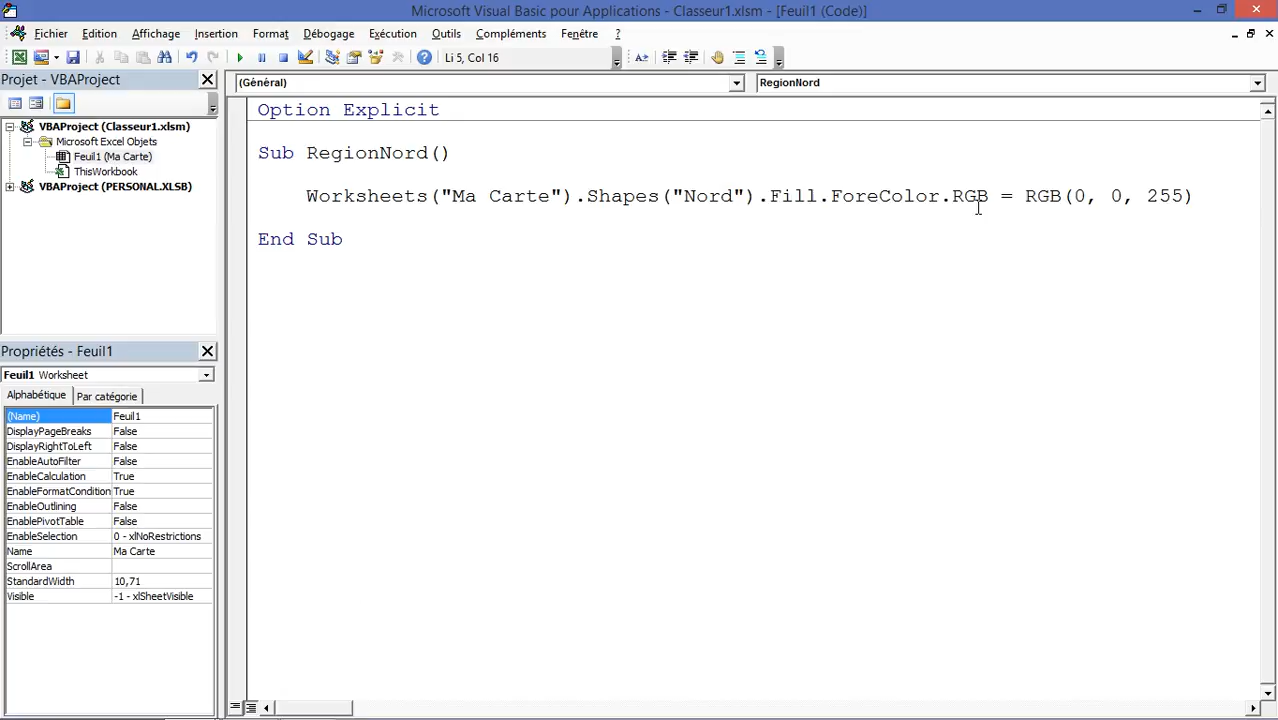 Microsoft Visual Basic pour Applications - Classeur1.xlsm - [Feuil1 (Code)]
Fichier Edition Affichage Insertion Format Débogage Exécution Outils Compléments Fenêtre ?
Li 5, Col 16
Projet - VBAProject
VBAProject (Classeur1.xlsm)
Microsoft Excel Objets
Feuil1 (Ma Carte)
ThisWorkbook
VBAProject (PERSONAL.XLSB)
Propriétés - Feuil1
Feuil1 Worksheet
Alphabétique Par catégorie
(Name) Feuil1
DisplayPageBreaks False
DisplayRightToLeft False
EnableAutoFilter False
EnableCalculation True
EnableFormatCondition True
EnableOutlining False
EnablePivotTable False
EnableSelection 0 - xlNoRestrictions
Name Ma Carte
ScrollArea
StandardWidth 10,71
Visible -1 - xlSheetVisible
(Général) RegionNord
Option Explicit
Sub RegionNord()
Worksheets("Ma Carte").Shapes("Nord").Fill.ForeColor.RGB = RGB(0, 0, 255)
End Sub